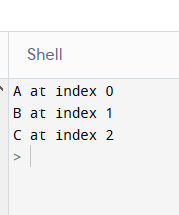 Shell
A at index 0
B at index 1
C at index 2
>